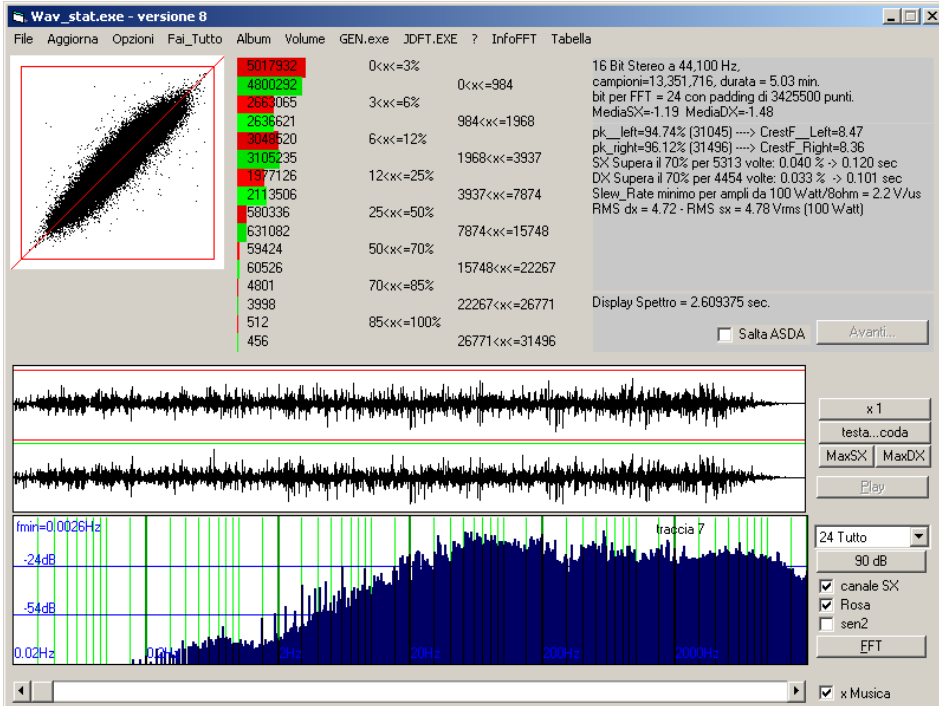 Wav_stat.exe - versione 8
File Aggiorna Opzioni Fai_Tutto Album Volume GEN.exe JDFT.EXE ? InfoFFT Tabella
5017932 0<x<=3%
4800292 0<x<=984
2663065 3<x<=6%
2636621 984<x<=1968
3048520 6<x<=12%
3105235 1968<x<=3937
1977126 12<x<=25%
2113506 3937<x<=7874
580336 25<x<=50%
631082 7874<x<=15748
59424 50<x<=70%
60526 15748<x<=22267
4801 70<x<=85%
3998 22267<x<=26771
512 85<x<=100%
456 26771<x<=31496
16 Bit Stereo a 44,100 Hz,
campioni=13,351,716, durata = 5.03 min.
bit per FFT = 24 con padding di 3425500 punti.
MediaSX=-1.19 MediaDX=-1.48
pk__left=94.74% (31045) ----> CrestF__Left=8.47
pk_right=96.12% (31496) ----> CrestF_Right=8.36
SX Supera il 70% per 5313 volte: 0.040 % -> 0.120 sec
DX Supera il 70% per 4454 volte: 0.033 % -> 0.101 sec
Slew_Rate minimo per ampli da 100 Watt/8ohm = 2.2 V/us
RMS dx = 4.72 - RMS sx = 4.78 Vrms (100 Watt)
Display Spettro = 2.609375 sec.
Salta ASDA Avanti...
x 1
testa...coda
MaxSX MaxDX
Play
fmin=0.0026Hz traccia 7
-24dB
-54dB
0.02Hz 0.2Hz 2Hz 20Hz 200Hz 2000Hz
24 Tutto
90 dB
canale SX
Rosa
sen2
FFT
x Musica